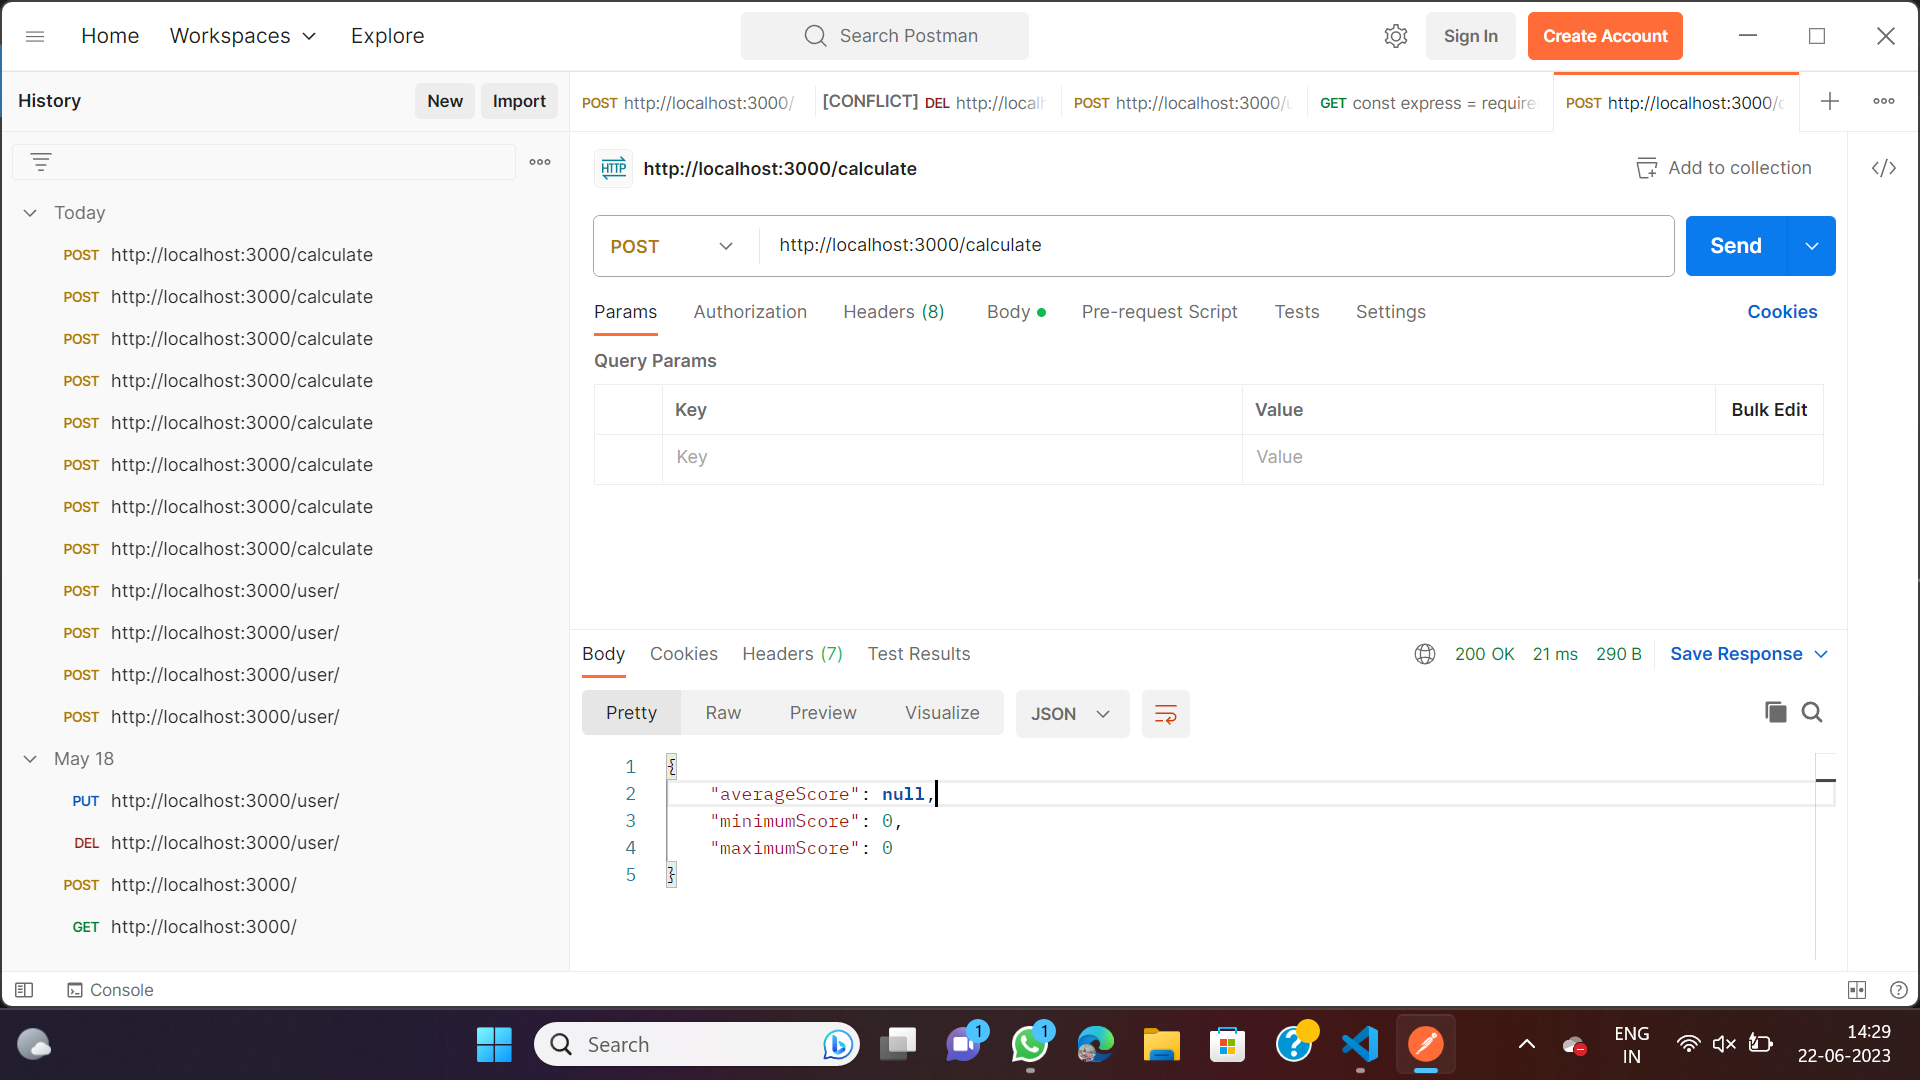 Home Workspaces Explore
Search Postman
Sign In Create Account
History New Import
POST http://localhost:3000/ [CONFLICT] DEL http://local POST http://localhost:3000/ GET const express = require POST http://localhost:3000/
Today
POST http://localhost:3000/calculate
POST http://localhost:3000/calculate
POST http://localhost:3000/calculate
POST http://localhost:3000/calculate
POST http://localhost:3000/calculate
POST http://localhost:3000/calculate
POST http://localhost:3000/calculate
POST http://localhost:3000/calculate
POST http://localhost:3000/user/
POST http://localhost:3000/user/
POST http://localhost:3000/user/
POST http://localhost:3000/user/
May 18
PUT http://localhost:3000/user/
DEL http://localhost:3000/user/
POST http://localhost:3000/
GET http://localhost:3000/
HTTP http://localhost:3000/calculate
Add to collection
</>
POST http://localhost:3000/calculate Send
Params Authorization Headers (8) Body Pre-request Script Tests Settings Cookies
Query Params
Key Value Bulk Edit
Key Value
Body Cookies Headers (7) Test Results 200 OK 21 ms 290 B Save Response
Pretty Raw Preview Visualize JSON
1 {
2 "averageScore": null,
3 "minimumScore": 0,
4 "maximumScore": 0
5 }
Console
Search
1
1
ENG
IN
14:29
22-06-2023